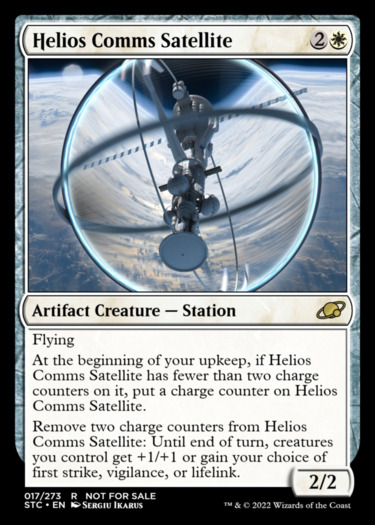 Helios Comms Satellite 2
Artifact Creature — Station
Flying
At the beginning of your upkeep, if Helios
Comms Satellite has fewer than two charge
counters on it, put a charge counter on Helios
Comms Satellite.
Remove two charge counters from Helios
Comms Satellite: Until end of turn, creatures
you control get +1/+1 or gain your choice of
first strike, vigilance, or lifelink.
2/2
017/273 R NOT FOR SALE
STC • EN Sergiu Ikarus
™ & © 2022 Wizards of the Coast